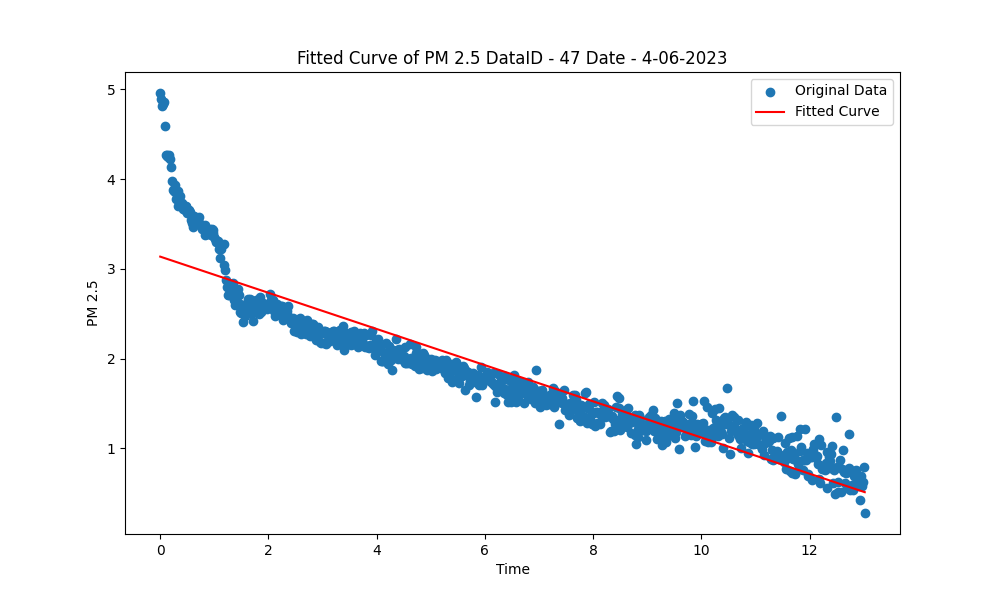 Fitted Curve of PM 2.5 DataID - 47 Date - 4-06-2023
Original Data
Fitted Curve
5
4
3
2
1
PM 2.5
0 2 4 6 8 10 12
Time